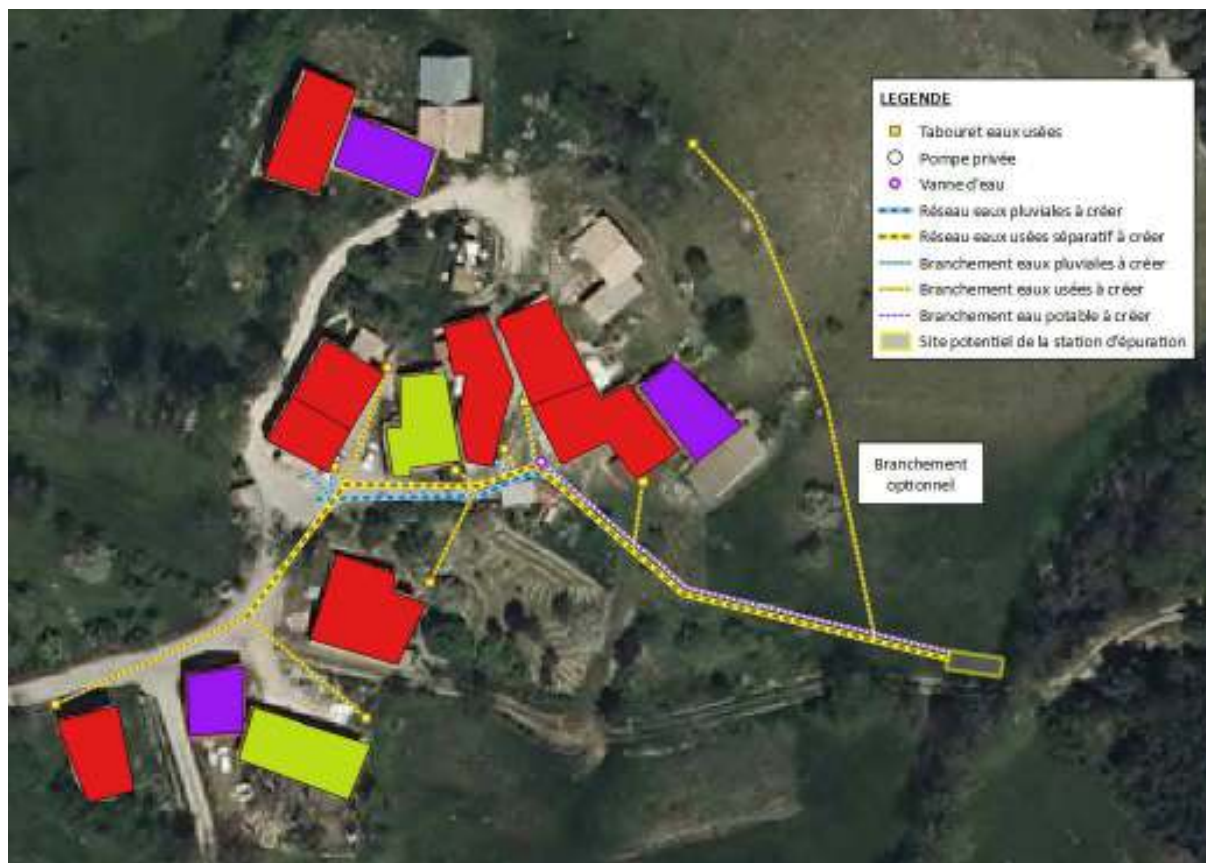 LEGENDE
Tabouret eaux usées
Pompe privée
Vanne d'eau
Réseau eaux pluviales à créer
Réseau eaux usées séparatif à créer
Branchement eaux pluviales à créer
Branchement eaux usées à créer
Branchement eau potable à créer
Site potentiel de la station d'épuration
Branchement
optionnel